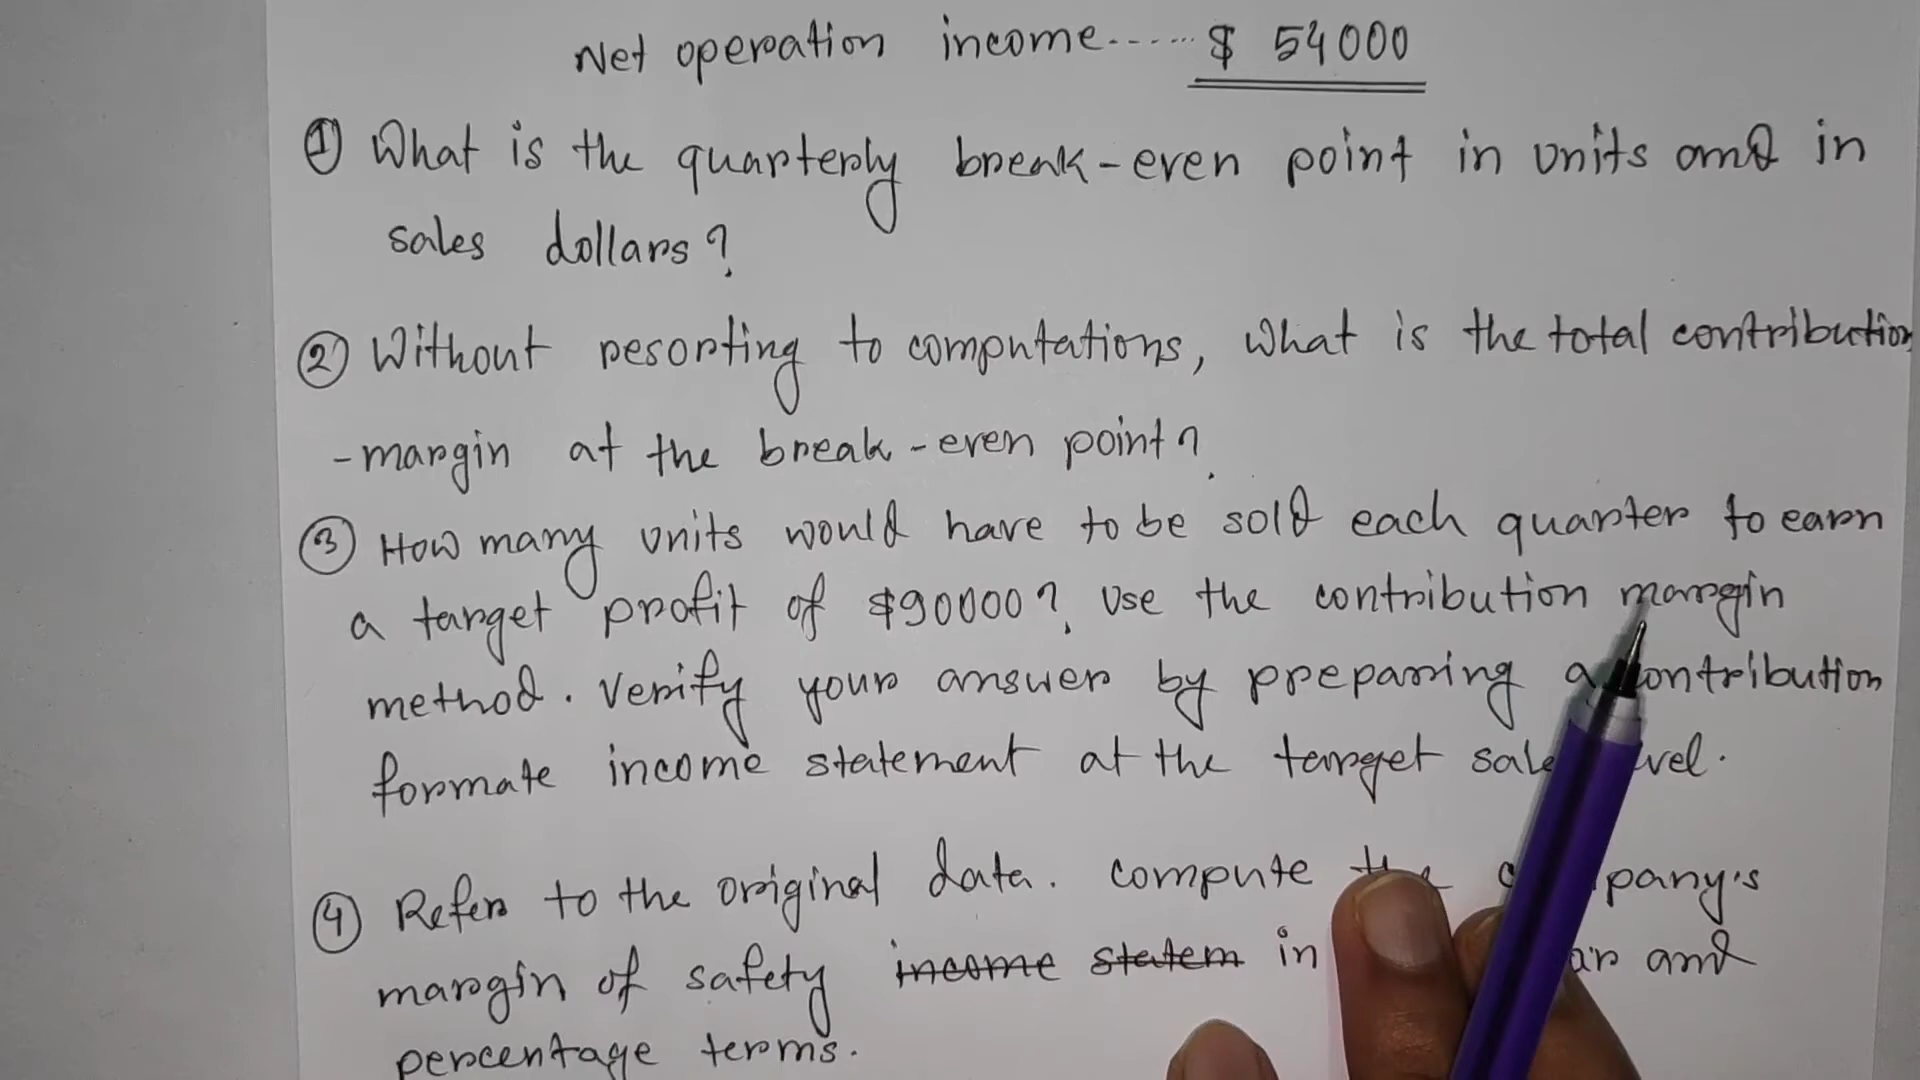 Net operation income...... $ 54000
① What is the quarterly break-even point in units and in
sales dollars?
② Without resorting to computations, what is the total contribution
-margin at the break-even point?
③ How many units would have to be sold each quarter to earn
a target profit of $90000? Use the contribution margin
method. Verify your answer by preparing a contribution
formate income statement at the target sales level.
④ Refer to the original data. compute the company's
margin of safety income statem in and
percentage terms.